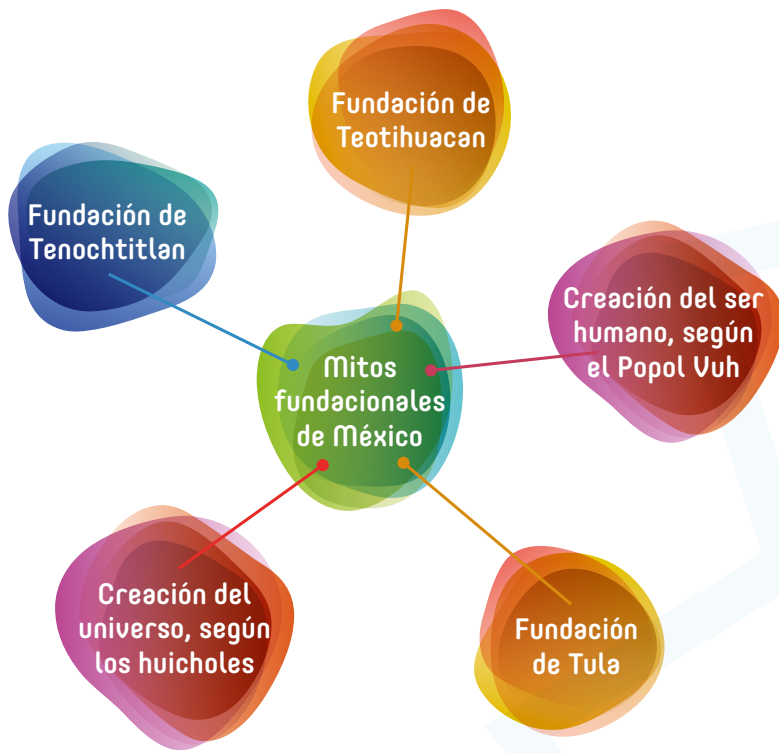 Fundación de
Teotihuacan
Fundación de
Tenochtitlan
Creación del ser
humano, según
el Popol Vuh
Mitos
fundacionales
de México
Creación del
universo, según
los huicholes
Fundación
de Tula